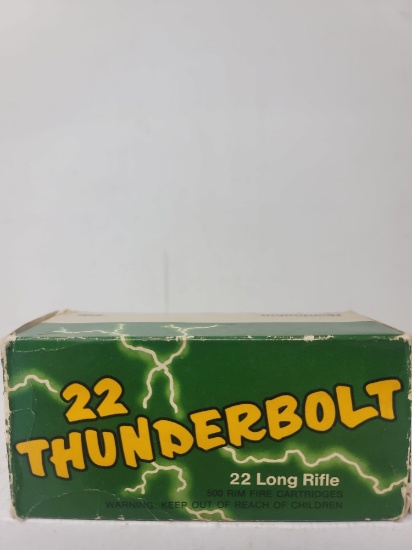 22
THUNDERBOLT
22 Long Rifle
500 RIM FIRE CARTRIDGES
WARNING: KEEP OUT OF REACH OF CHILDREN